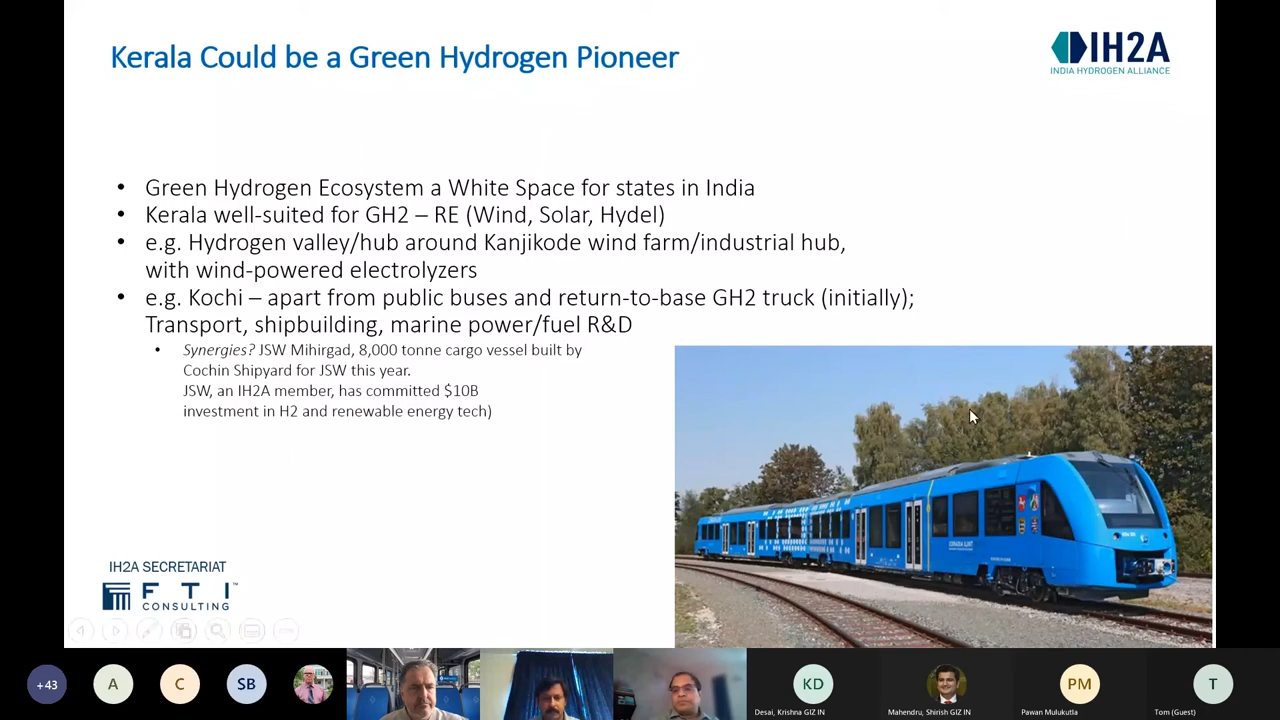 Kerala Could be a Green Hydrogen Pioneer
IH2A
INDIA HYDROGEN ALLIANCE
• Green Hydrogen Ecosystem a White Space for states in India
• Kerala well-suited for GH2 – RE (Wind, Solar, Hydel)
• e.g. Hydrogen valley/hub around Kanjikode wind farm/industrial hub,
with wind-powered electrolyzers
• e.g. Kochi – apart from public buses and return-to-base GH2 truck (initially);
Transport, shipbuilding, marine power/fuel R&D
• Synergies? JSW Mihirgad, 8,000 tonne cargo vessel built by
Cochin Shipyard for JSW this year.
JSW, an IH2A member, has committed $10B
investment in H2 and renewable energy tech)
IH2A SECRETARIAT
FTI™
CONSULTING
+43
A
C
SB
KD
PM
T
Desai, Krishna GIZ IN
Mahendru, Shirish GIZ IN
Pawan Mulukutla
Tom (Guest)